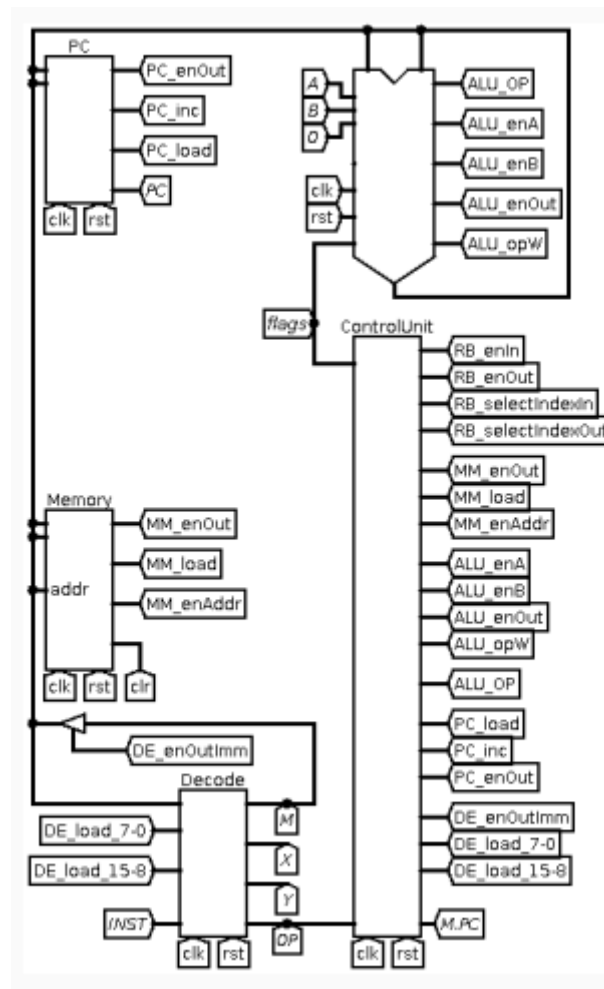 PC
PC_enOut
PC_inc
PC_load
PC
clk rst
A
B
O
clk
rst
ALU_OP
ALU_enA
ALU_enB
ALU_enOut
ALU_opW
flags
ControlUnit
RB_enIn
RB_enOut
RB_selectIndexIn
RB_selectIndexOut
MM_enOut
MM_load
MM_enAddr
ALU_enA
ALU_enB
ALU_enOut
ALU_opW
ALU_OP
PC_load
PC_inc
PC_enOut
DE_enOutImm
DE_load_7-0
DE_load_15-8
M.PC
clk rst
Memory
addr
MM_enOut
MM_load
MM_enAddr
clk rst clr
DE_enOutImm
Decode
DE_load_7-0
DE_load_15-8
INST
M
X
Y
OP
clk rst